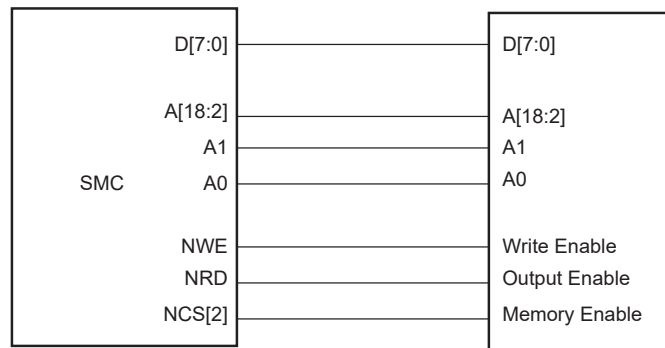 D[7:0] D[7:0]
A[18:2] A[18:2]
A1 A1
SMC A0 A0
NWE Write Enable
NRD Output Enable
NCS[2] Memory Enable